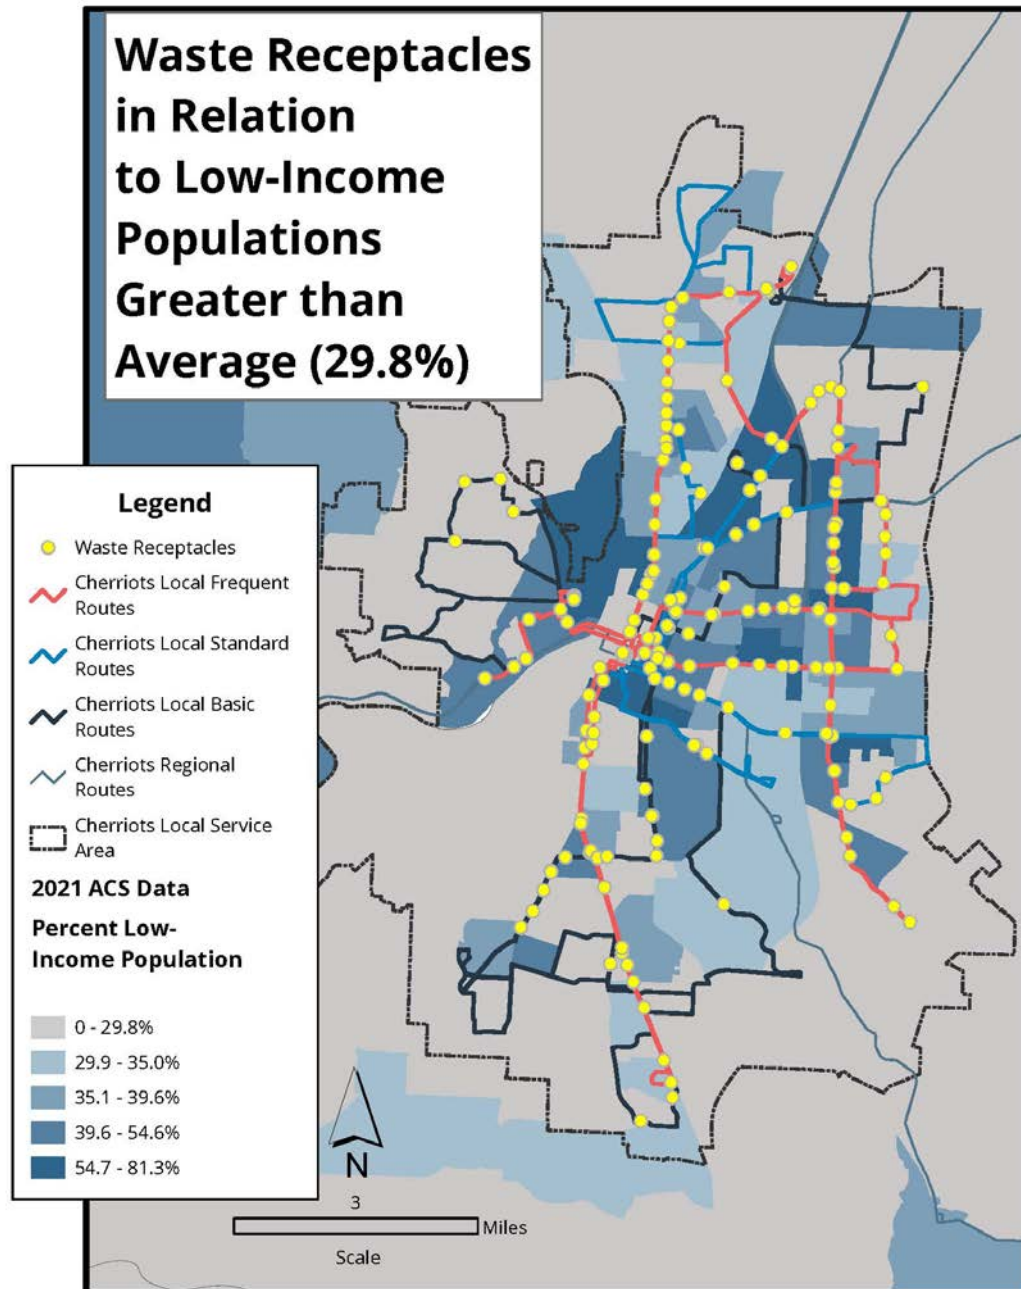 Waste Receptacles
in Relation
to Low-Income
Populations
Greater than
Average (29.8%)
Legend
Waste Receptacles
Cherriots Local Frequent
Routes
Cherriots Local Standard
Routes
Cherriots Local Basic
Routes
Cherriots Regional
Routes
Cherriots Local Service
Area
2021 ACS Data
Percent Low-
Income Population
0 - 29.8%
29.9 - 35.0%
35.1 - 39.6%
39.6 - 54.6%
54.7 - 81.3%
N
3
Miles
Scale